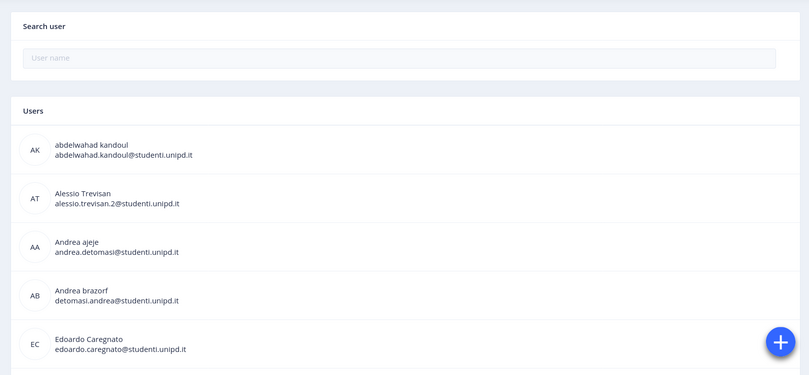 Search user
User name
Users
AK
abdelwahad kandoul
abdelwahad.kandoul@studenti.unipd.it
AT
Alessio Trevisan
alessio.trevisan.2@studenti.unipd.it
AA
Andrea ajeje
andrea.detomasi@studenti.unipd.it
AB
Andrea brazorf
detomasi.andrea@studenti.unipd.it
EC
Edoardo Caregnato
edoardo.caregnato@studenti.unipd.it